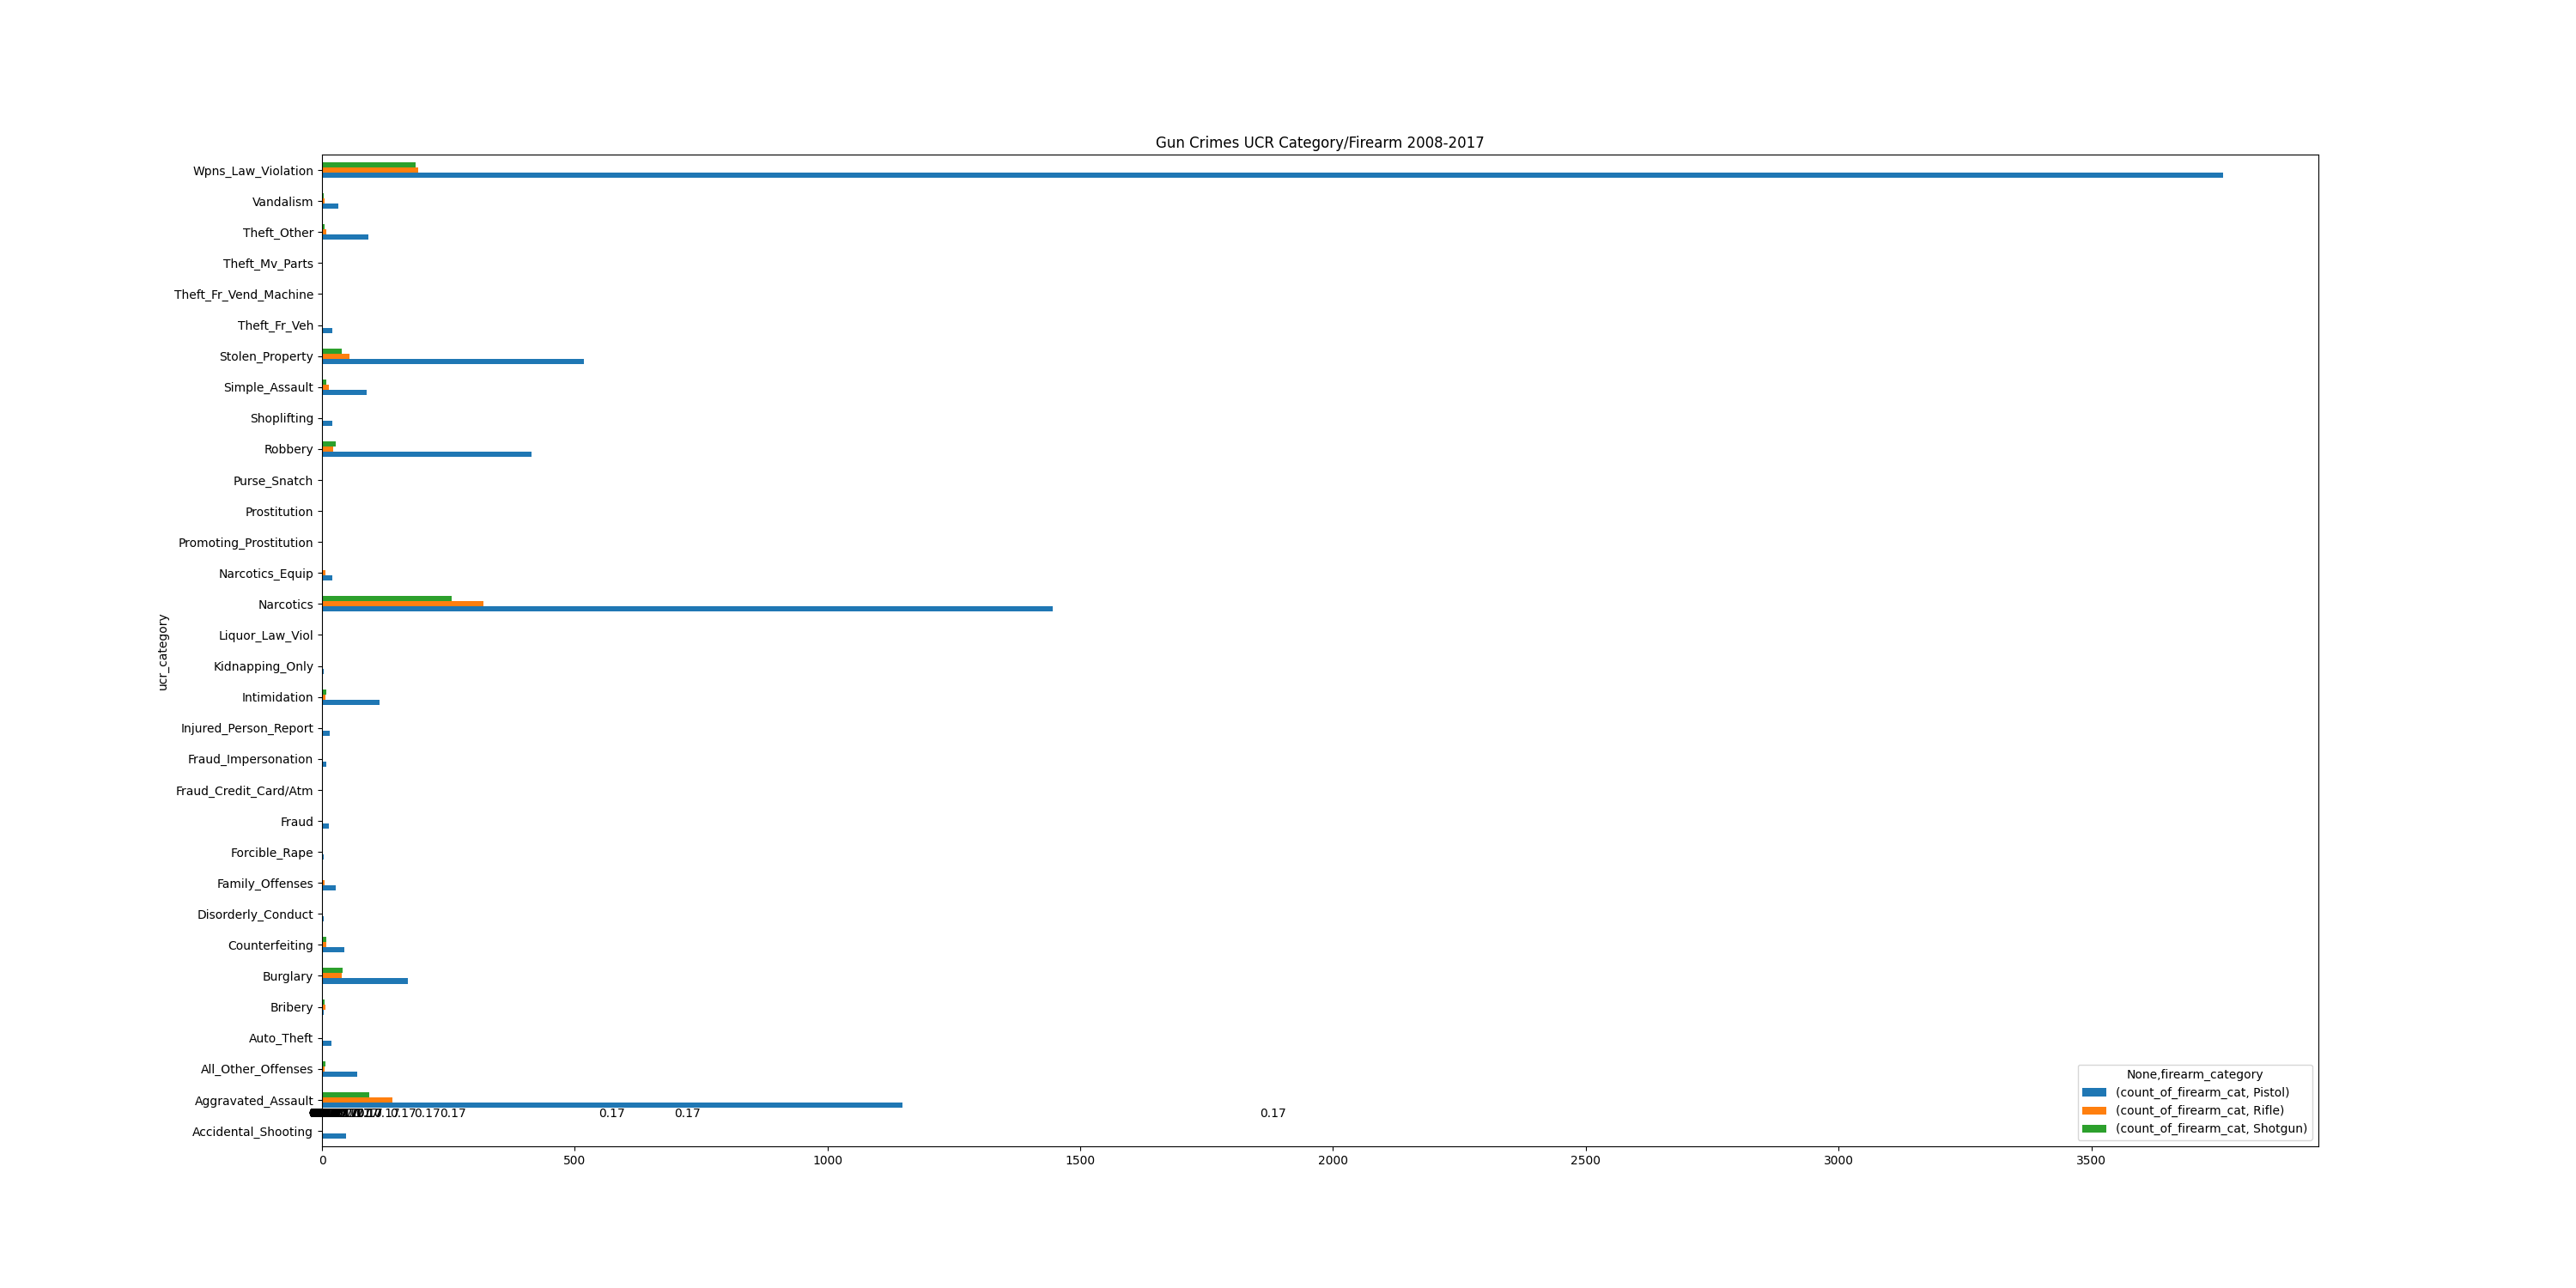 Gun Crimes UCR Category/Firearm 2008-2017
Wpns_Law_Violation
Vandalism
Theft_Other
Theft_Mv_Parts
Theft_Fr_Vend_Machine
Theft_Fr_Veh
Stolen_Property
Simple_Assault
Shoplifting
Robbery
Purse_Snatch
Prostitution
Promoting_Prostitution
Narcotics_Equip
Narcotics
Liquor_Law_Viol
Kidnapping_Only
Intimidation
Injured_Person_Report
Fraud_Impersonation
Fraud_Credit_Card/Atm
Fraud
Forcible_Rape
Family_Offenses
Disorderly_Conduct
Counterfeiting
Burglary
Bribery
Auto_Theft
All_Other_Offenses
Aggravated_Assault
Accidental_Shooting
ucr_category
0.17 0.17 0.17 0.17 0.17 0.17
0 500 1000 1500 2000 2500 3000 3500
None,firearm_category
(count_of_firearm_cat, Pistol)
(count_of_firearm_cat, Rifle)
(count_of_firearm_cat, Shotgun)